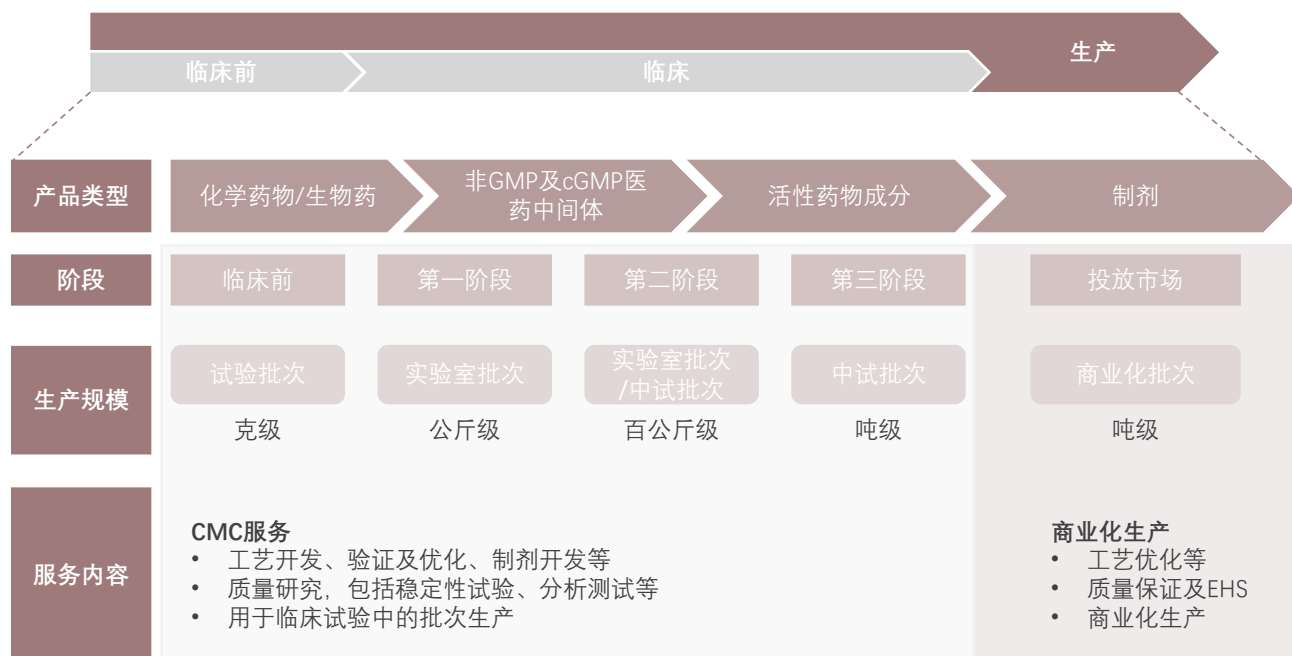 生产
临床前
临床
产品类型
化学药物/生物药
非GMP及cGMP医
药中间体
活性药物成分
制剂
阶段
临床前
第一阶段
第二阶段
第三阶段
投放市场
生产规模
试验批次
实验室批次
实验室批次
/中试批次
中试批次
商业化批次
克级
公斤级
百公斤级
吨级
吨级
服务内容
CMC服务
• 工艺开发、验证及优化、制剂开发等
• 质量研究，包括稳定性试验、分析测试等
• 用于临床试验中的批次生产
商业化生产
• 工艺优化等
• 质量保证及EHS
• 商业化生产